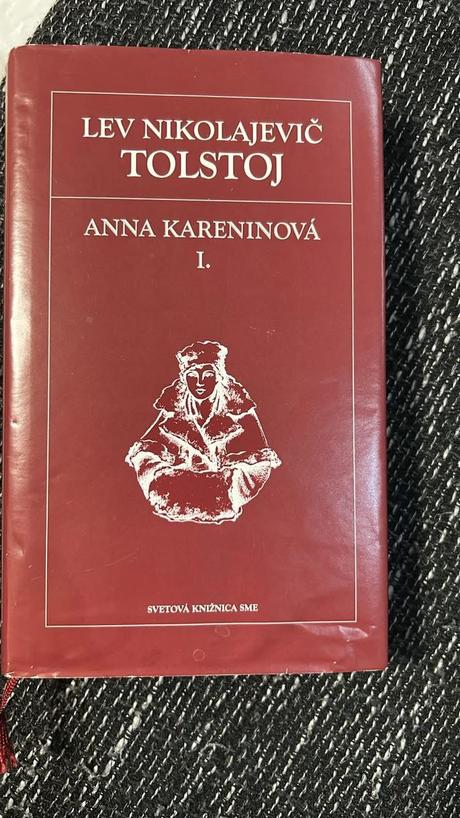 LEV NIKOLAJEVIČ
TOLSTOJ
ANNA KARENINOVÁ
I.
SVETOVÁ KNIŽNICA SME